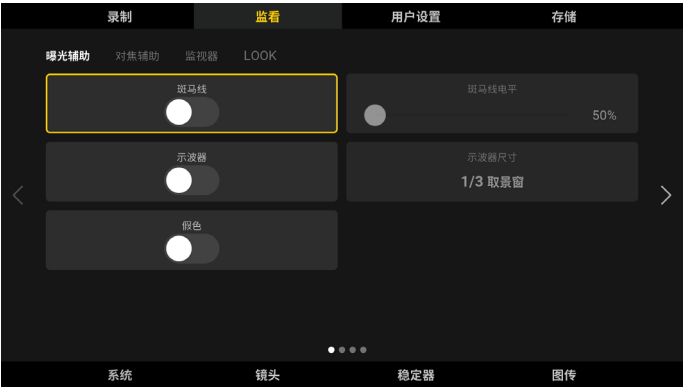 录制 监看 用户设置 存储
曝光辅助 对焦辅助 监视器 LOOK
斑马线 斑马线电平
50%
示波器 示波器尺寸
1/3 取景窗
假色
系统 镜头 稳定器 图传